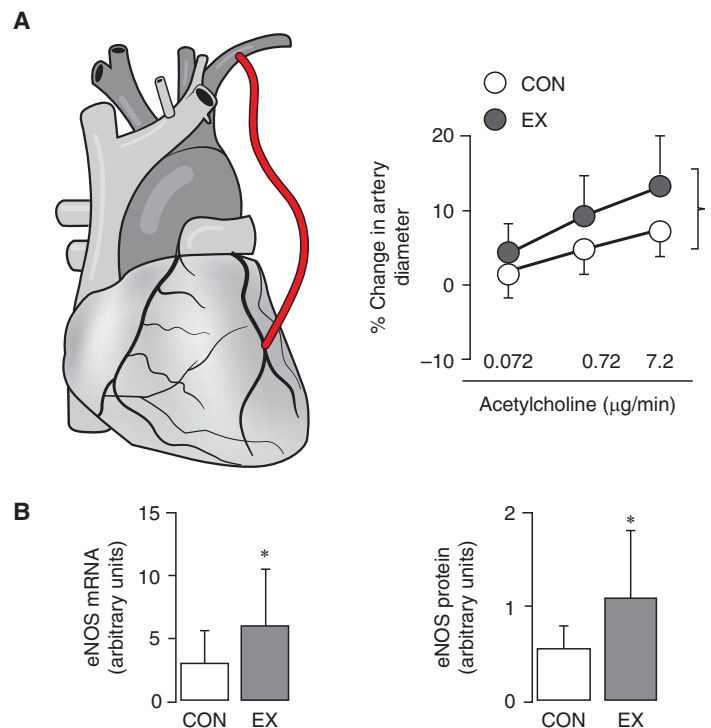 A
CON
EX
% Change in artery
diameter
20
10
0
–10
0.072 0.72 7.2
Acetylcholine (μg/min)
B
eNOS mRNA
(arbitrary units)
15
10
5
0
*
CON EX
eNOS protein
(arbitrary units)
2
1
0
*
CON EX